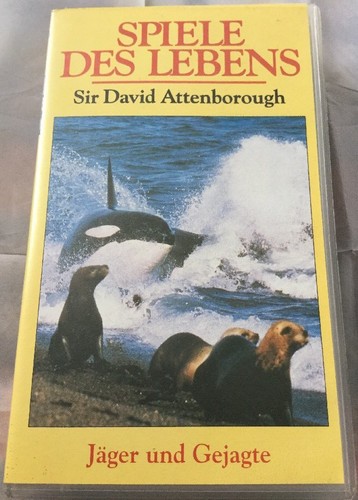 SPIELE
DES LEBENS
Sir David Attenborough
Jäger und Gejagte